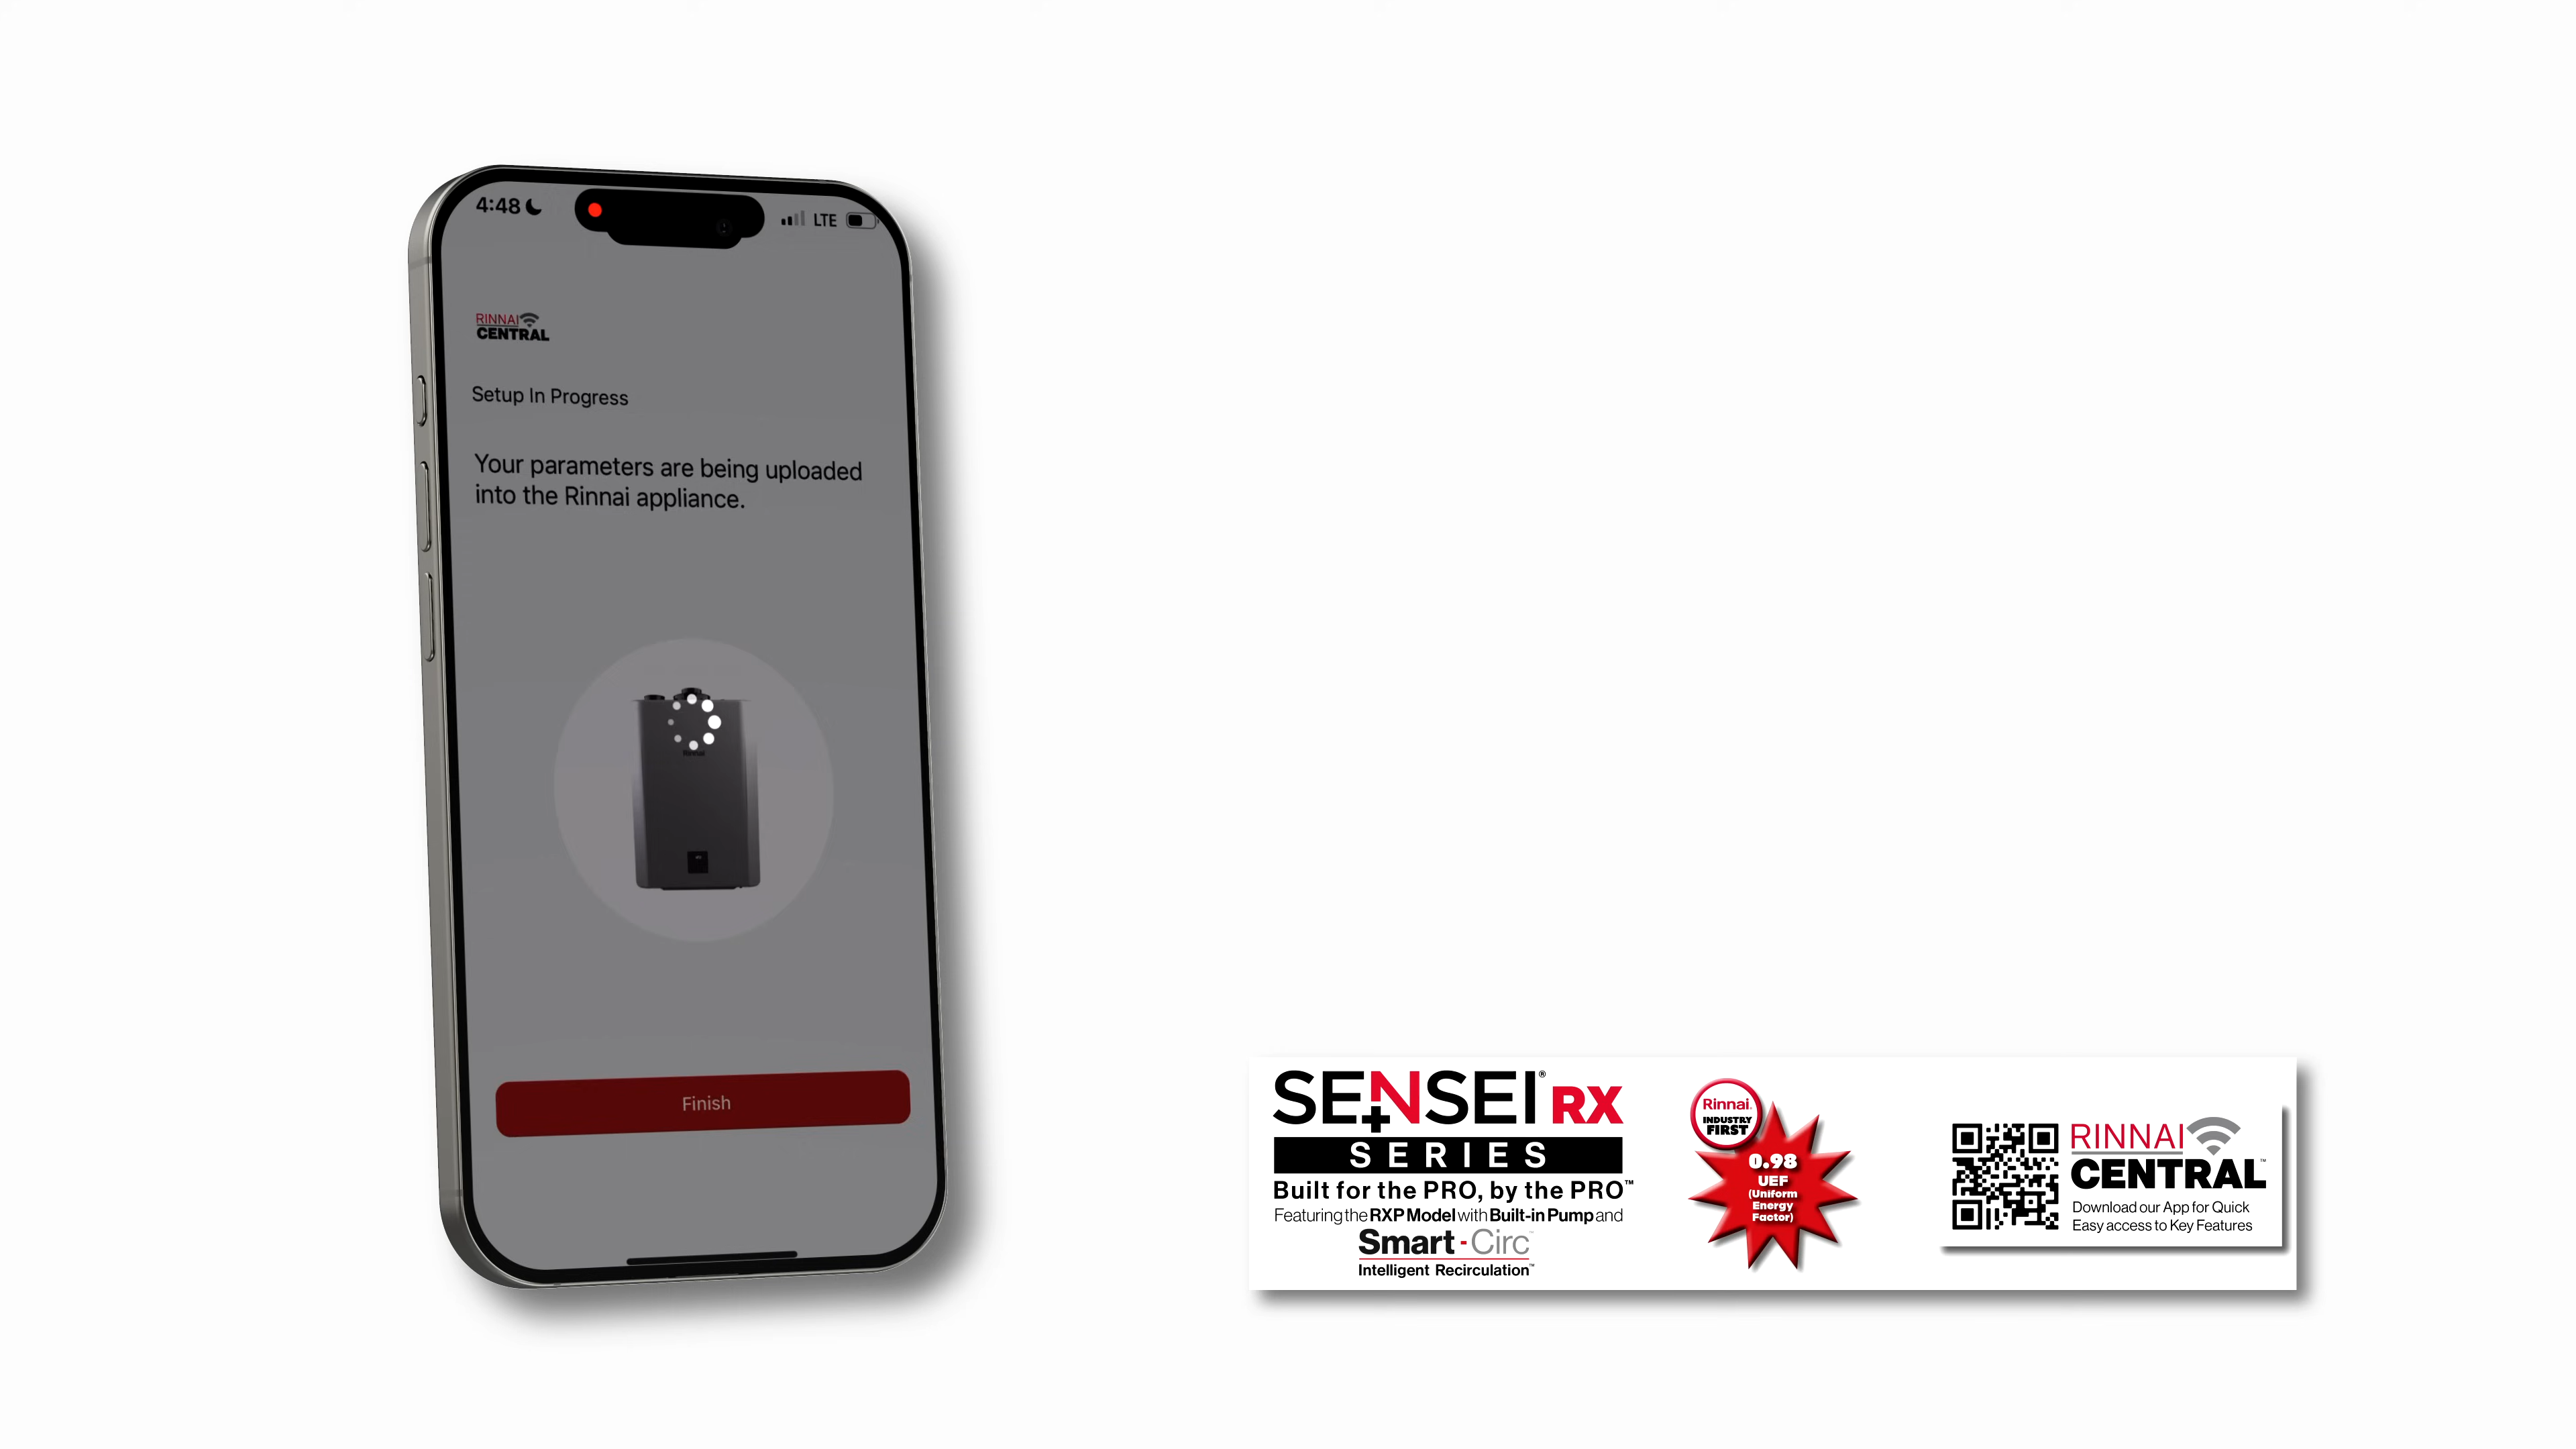 4:48
LTE
RINNAI
CENTRAL
Setup In Progress
Your parameters are being uploaded
into the Rinnai appliance.
Finish
SENSEI® RX
SERIES
Built for the PRO, by the PRO™
Featuring the RXP Model with Built-in Pump and
Smart-Circ™
Intelligent Recirculation™
Rinnai.
INDUSTRY
FIRST
0.98
UEF
(Uniform
Energy
Factor)
RINNAI
CENTRAL™
Download our App for Quick
Easy access to Key Features